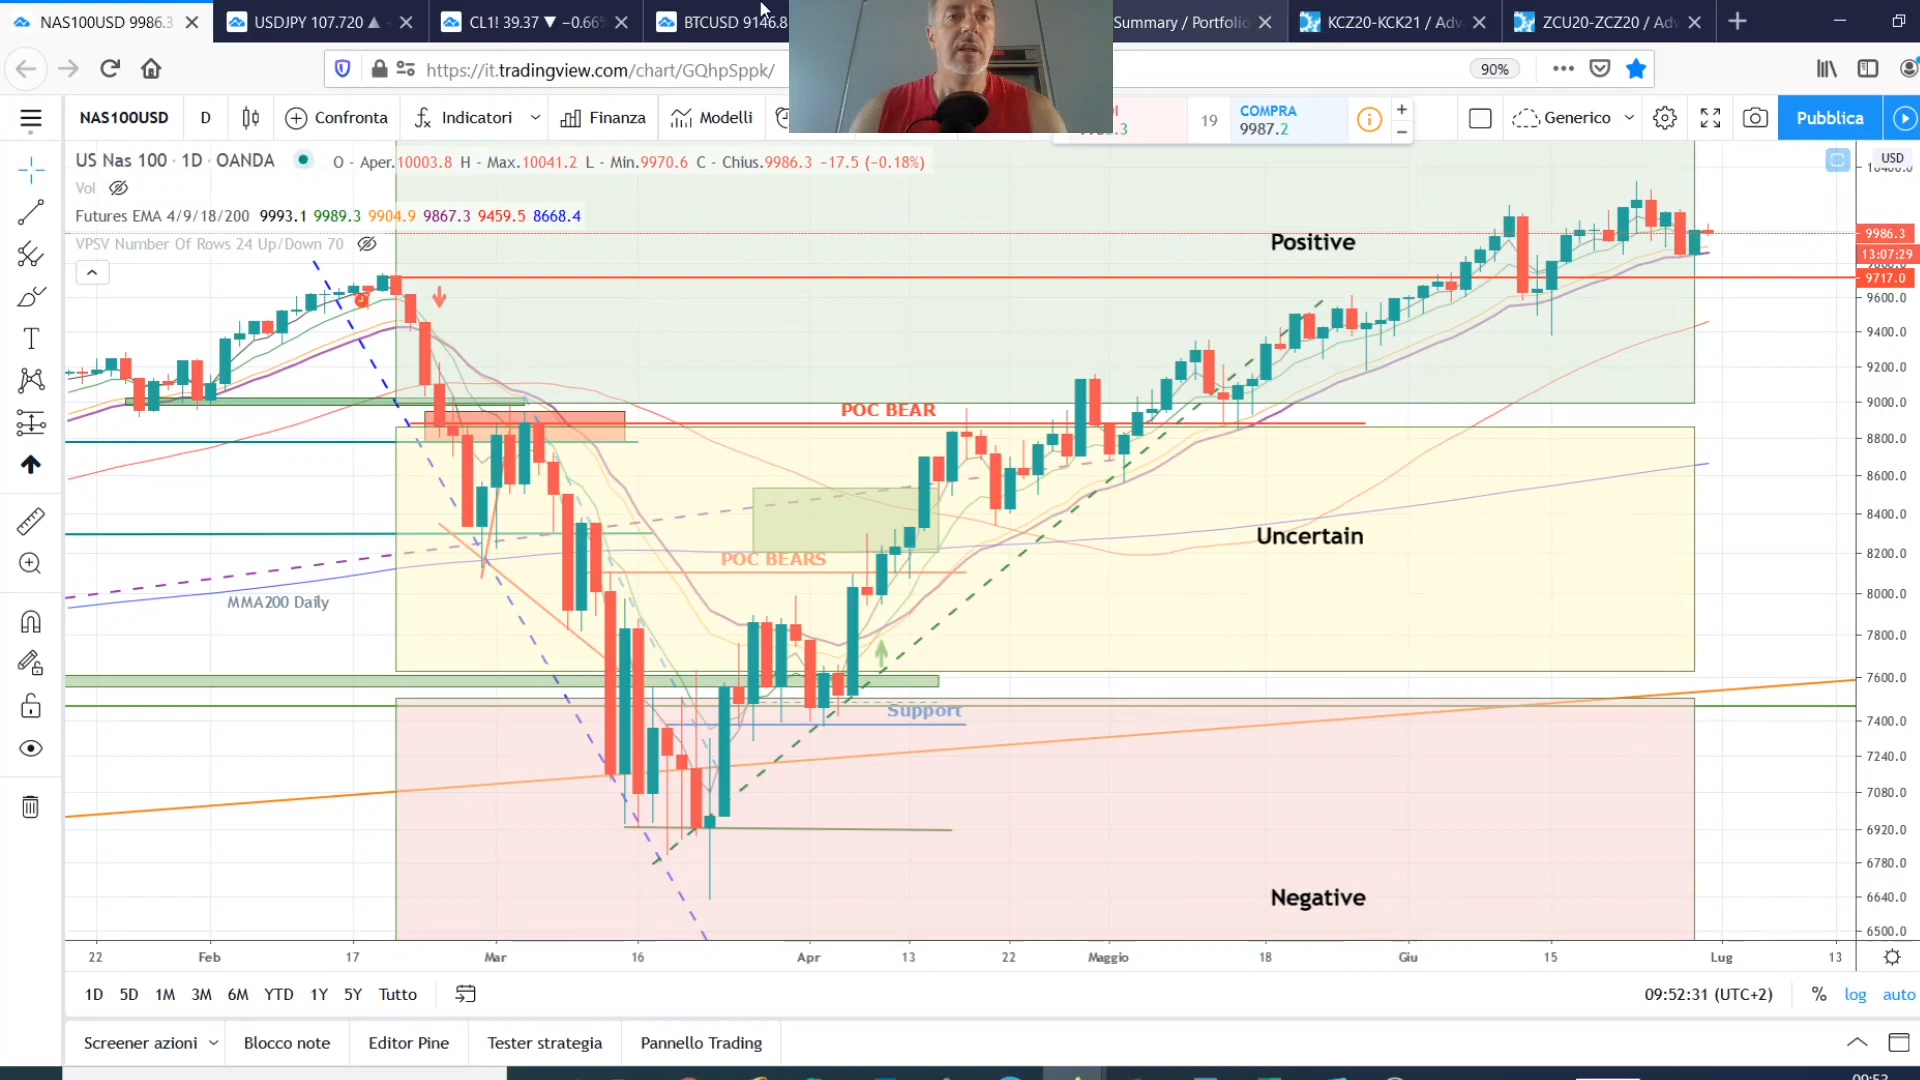 NAS100USD 9986.3
USDJPY 107.720 ▲
CL1! 39.37 ▼ −0.66%
BTCUSD 9146.8
Summary / Portfolio
KCZ20-KCK21 / Adv
ZCU20-ZCZ20 / Adv
https://it.tradingview.com/chart/GQhpSppk/
90%
NAS100USD
D
Confronta
Indicatori
Finanza
Modelli
19
COMPRA
9987.2
Generico
Pubblica
US Nas 100 · 1D · OANDA
O - Aper.10003.8 H - Max.10041.2 L - Min.9970.6 C - Chius.9986.3 −17.5 (−0.18%)
Vol
Futures EMA 4/9/18/200 9993.1 9989.3 9904.9 9867.3 9459.5 8668.4
VPSV Number Of Rows 24 Up/Down 70
USD
10400.0
9986.3
13:07:29
9717.0
9600.0
9400.0
9200.0
9000.0
8800.0
8600.0
8400.0
8200.0
8000.0
7800.0
7600.0
7400.0
7240.0
7080.0
6920.0
6780.0
6640.0
6500.0
Positive
POC BEAR
Uncertain
POC BEARS
MMA200 Daily
Support
Negative
22 Feb 17 Mar 16 Apr 13 22 Maggio 18 Giu 15 Lug 13
1D 5D 1M 3M 6M YTD 1Y 5Y Tutto
09:52:31 (UTC+2)
% log auto
Screener azioni
Blocco note
Editor Pine
Tester strategia
Pannello Trading